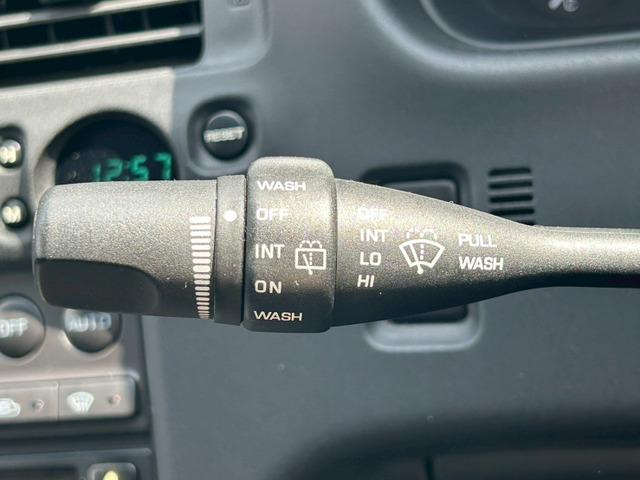 12:57
RESET
WASH
OFF
INT
ON
WASH
OFF
INT
LO
HI
PULL
WASH
OFF
AUTO